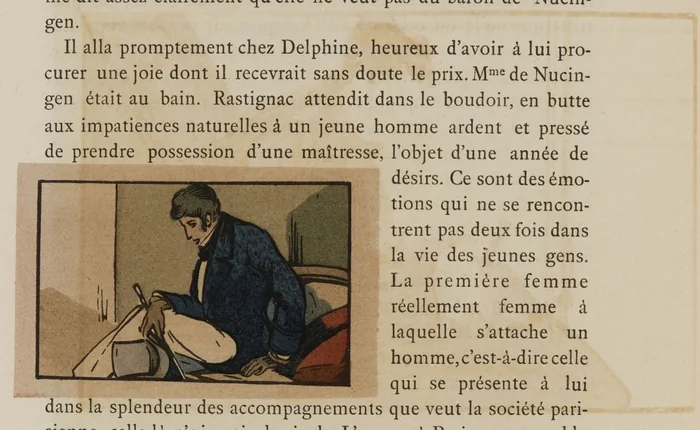 gen.
Il alla promptement chez Delphine, heureux d'avoir à lui pro-
curer une joie dont il recevrait sans doute le prix. Mme de Nucin-
gen était au bain. Rastignac attendit dans le boudoir, en butte
aux impatiences naturelles à un jeune homme ardent et pressé
de prendre possession d'une maîtresse, l'objet d'une année de
désirs. Ce sont des émo-
tions qui ne se rencon-
trent pas deux fois dans
la vie des jeunes gens.
La première femme
réellement femme à
laquelle s'attache un
homme, c'est-à-dire celle
qui se présente à lui
dans la splendeur des accompagnements que veut la société pari-